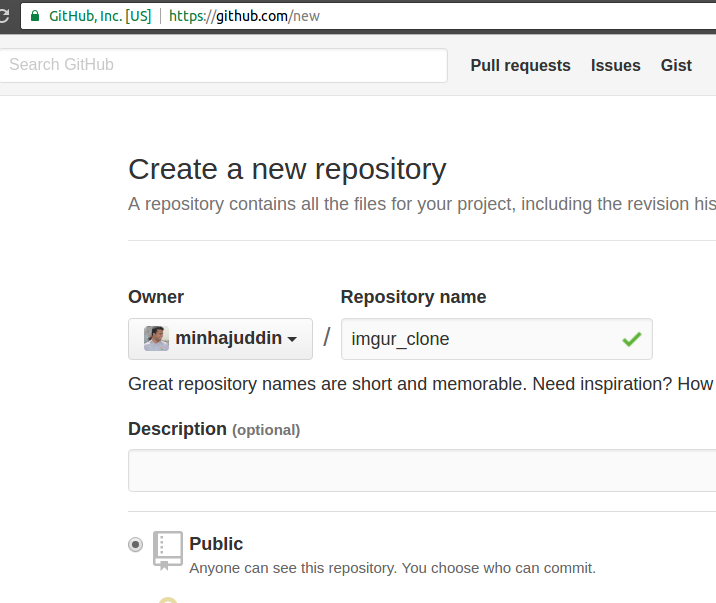 GitHub, Inc. [US] https://github.com/new
Search GitHub Pull requests Issues Gist
Create a new repository
A repository contains all the files for your project, including the revision his
Owner Repository name
minhajuddin / imgur_clone
Great repository names are short and memorable. Need inspiration? How
Description (optional)
Public
Anyone can see this repository. You choose who can commit.